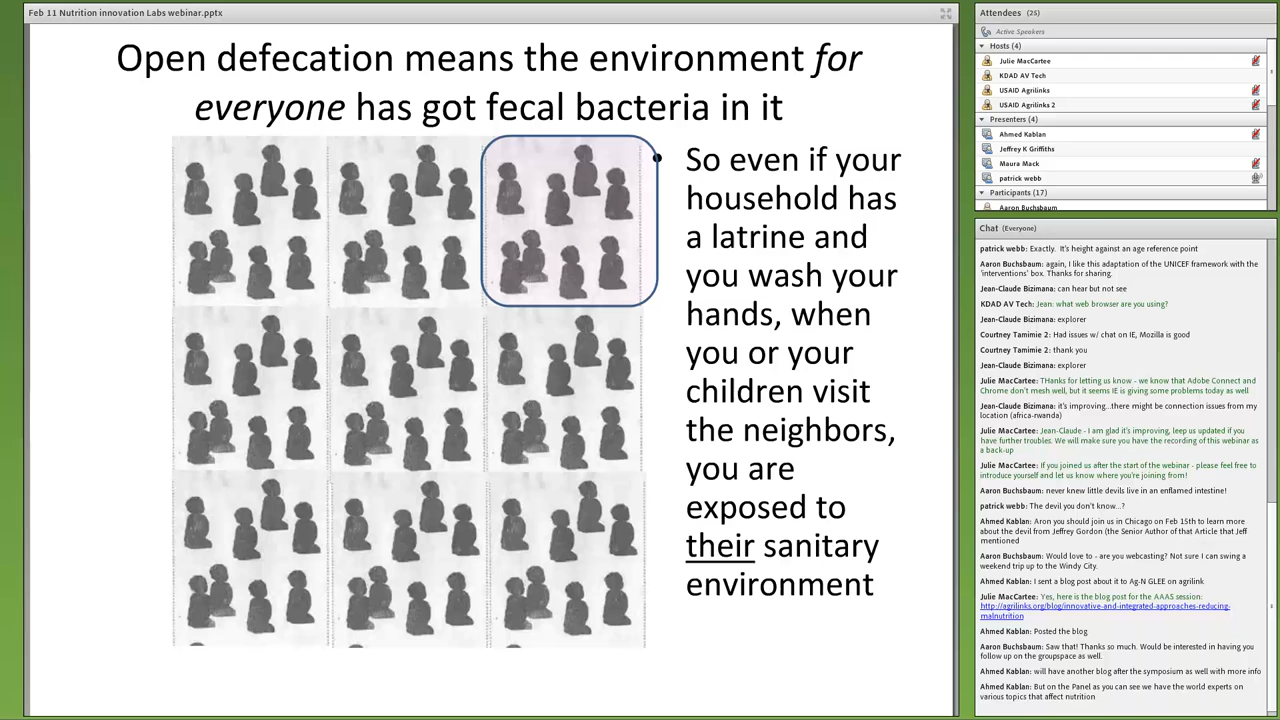 Feb 11 Nutrition innovation Labs webinar.pptx
Open defecation means the environment for
everyone has got fecal bacteria in it
• So even if your
household has
a latrine and
you wash your
hands, when
you or your
children visit
the neighbors,
you are
exposed to
their sanitary
environment
Attendees (25)
Active Speakers
Hosts (4)
Julie MacCartee
KDAD AV Tech
USAID Agrilinks
USAID Agrilinks 2
Presenters (4)
Ahmed Kablan
Jeffrey K Griffiths
Maura Mack
patrick webb
Participants (17)
Aaron Buchsbaum
Chat (Everyone)
patrick webb: Exactly. It's height against an age reference point
Aaron Buchsbaum: again, I like this adaptation of the UNICEF framework with the
'interventions' box. Thanks for sharing.
Jean-Claude Bizimana: can hear but not see
KDAD AV Tech: Jean: what web browser are you using?
Jean-Claude Bizimana: explorer
Courtney Tamimie 2: Had issues w/ chat on IE, Mozilla is good
Courtney Tamimie 2: thank you
Jean-Claude Bizimana: explorer
Julie MacCartee: THanks for letting us know - we know that Adobe Connect and
Chrome don't mesh well, but it seems IE is giving some problems today as well
Jean-Claude Bizimana: it's improving...there might be connection issues from my
location (africa-rwanda)
Julie MacCartee: Jean-Claude - I am glad it's improving, leep us updated if you
have further troubles. We will make sure you have the recording of this webinar as
a back-up
Julie MacCartee: If you joined us after the start of the webinar - please feel free to
introduce yourself and let us know where you're joining from!
Aaron Buchsbaum: never knew little devils live in an enflamed intestine!
patrick webb: The devil you don't know...?
Ahmed Kablan: Aron you should join us in Chicago on Feb 15th to learn more
about the devil from Jeffrey Gordon (the Senior Author of that Article that Jeff
mentioned
Aaron Buchsbaum: Would love to - are you webcasting? Not sure I can swing a
weekend trip up to the Windy City.
Ahmed Kablan: I sent a blog post about it to Ag-N GLEE on agrilink
Julie MacCartee: Yes, here is the blog post for the AAAS session:
http://agrilinks.org/blog/innovative-and-integrated-approaches-reducing-
malnutrition
Ahmed Kablan: Posted the blog
Aaron Buchsbaum: Saw that! Thanks so much. Would be interested in having you
follow up on the groupspace as well.
Ahmed Kablan: will have another blog after the symposium as well with more info
Ahmed Kablan: But on the Panel as you can see we have the world experts on
various topics that affect nutrition